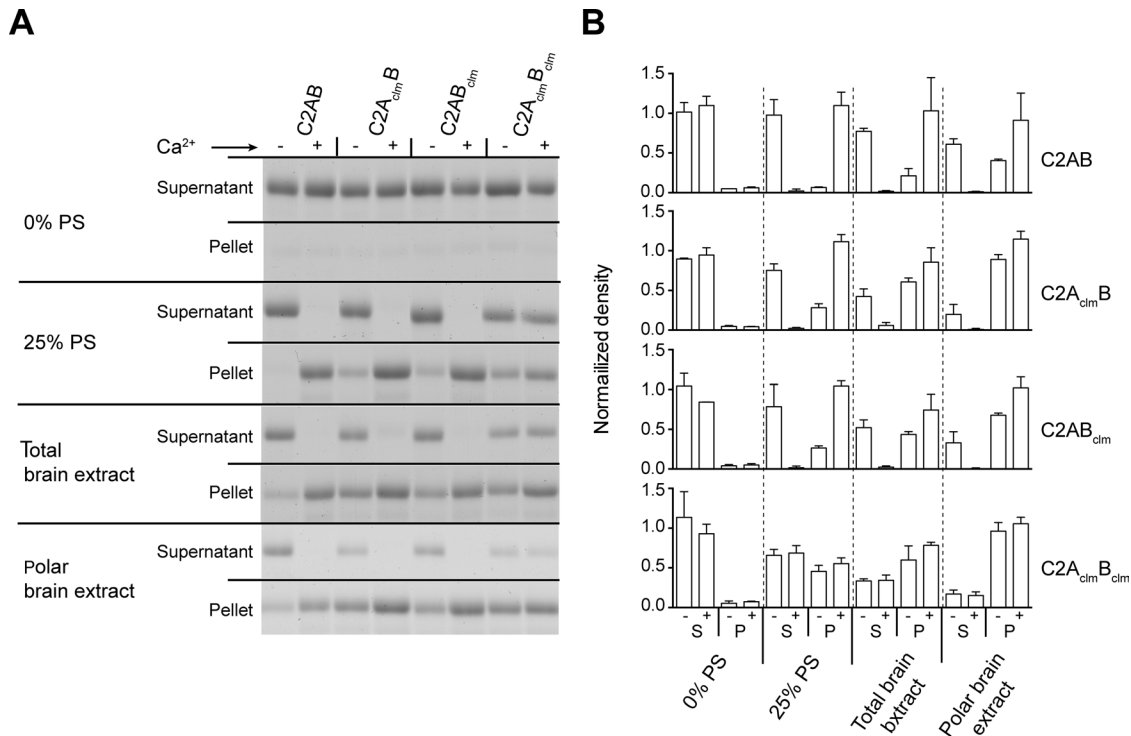 A
C2AB
C2AclmB
C2ABclm
C2AclmBclm
Ca2+
- + - + - + - +
0% PS
Supernatant
Pellet
25% PS
Supernatant
Pellet
Total
brain extract
Supernatant
Pellet
Polar
brain extract
Supernatant
Pellet
B
Normailized density
1.5
1.0
0.5
0.0
C2AB
1.5
1.0
0.5
0.0
C2AclmB
1.5
1.0
0.5
0.0
C2ABclm
1.5
1.0
0.5
0.0
C2AclmBclm
- + - + - + - + - + - + - + - +
S P S P S P S P
0% PS
25% PS
Total brain
bxtract
Polar brain
extract